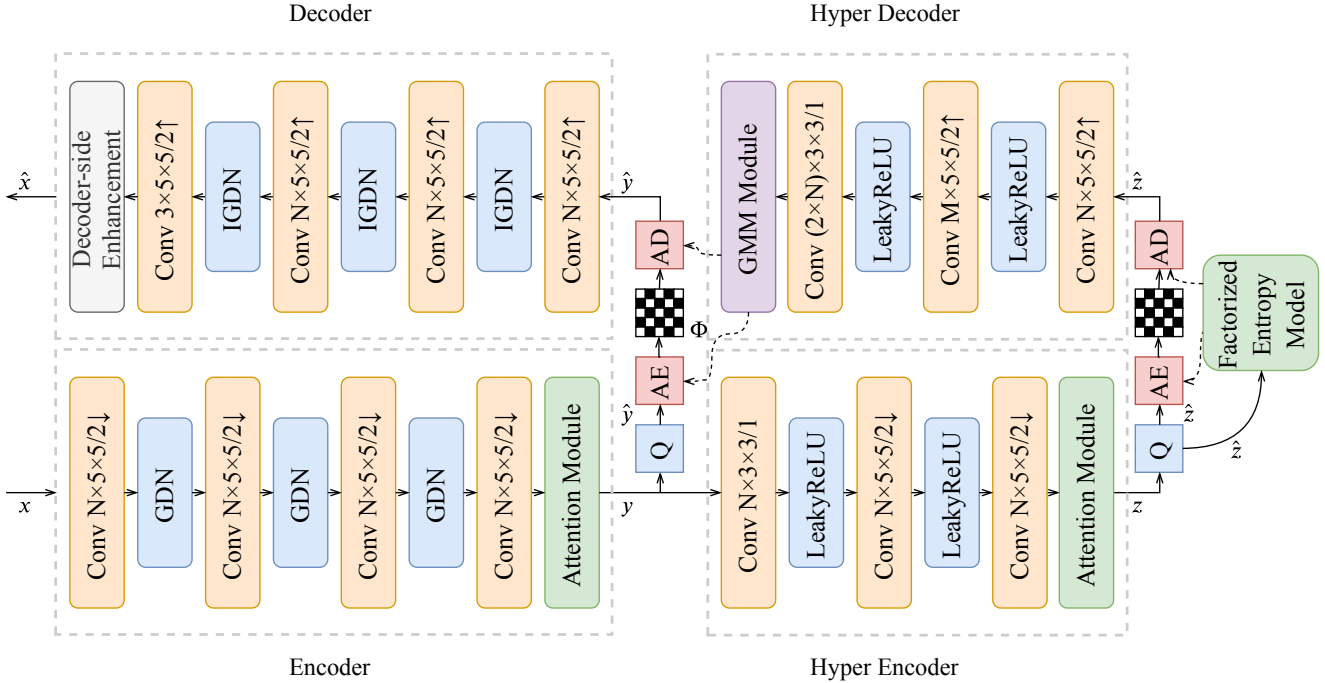 Decoder
Hyper Decoder
x̂
Decoder-side
Enhancement
Conv 3×5×5/2↑
IGDN
Conv N×5×5/2↑
IGDN
Conv N×5×5/2↑
IGDN
Conv N×5×5/2↑
ŷ
AD
GMM Module
Conv (2×N)×3×3/1
LeakyReLU
Conv M×5×5/2↑
LeakyReLU
Conv N×5×5/2↑
ẑ
AD
Φ
Factorized
Entropy
Model
AE
AE
ŷ
ẑ
Q
Q
ẑ
x
Conv N×5×5/2↓
GDN
Conv N×5×5/2↓
GDN
Conv N×5×5/2↓
GDN
Conv N×5×5/2↓
Attention Module
y
Conv N×3×3/1
LeakyReLU
Conv N×5×5/2↓
LeakyReLU
Conv N×5×5/2↓
Attention Module
z
Encoder
Hyper Encoder